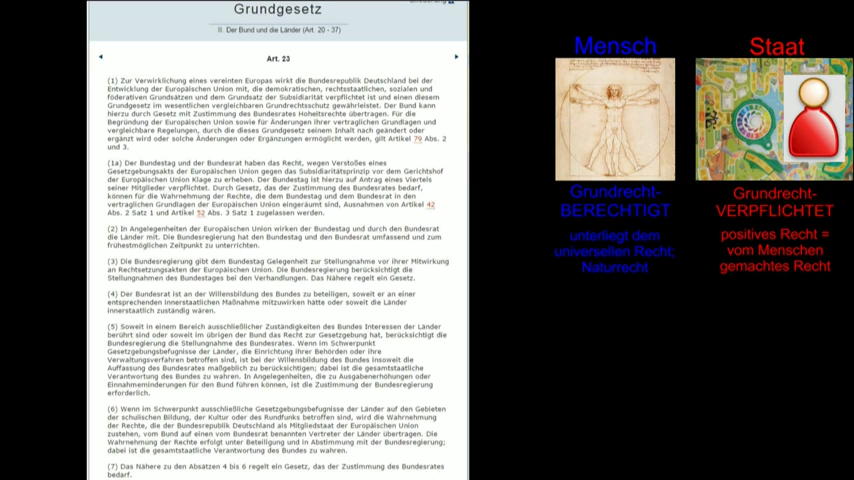 Grundgesetz
II. Der Bund und die Länder (Art. 20 - 37)
Art. 23
(1) Zur Verwirklichung eines vereinten Europas wirkt die Bundesrepublik Deutschland bei der
Entwicklung der Europäischen Union mit, die demokratischen, rechtsstaatlichen, sozialen und
föderativen Grundsätzen und dem Grundsatz der Subsidiarität verpflichtet ist und einen diesem
Grundgesetz im wesentlichen vergleichbaren Grundrechtsschutz gewährleistet. Der Bund kann
hierzu durch Gesetz mit Zustimmung des Bundesrates Hoheitsrechte übertragen. Für die
Begründung der Europäischen Union sowie für Änderungen ihrer vertraglichen Grundlagen und
vergleichbare Regelungen, durch die dieses Grundgesetz seinem Inhalt nach geändert oder
ergänzt wird oder solche Änderungen oder Ergänzungen ermöglicht werden, gilt Artikel 79 Abs. 2
und 3.
(1a) Der Bundestag und der Bundesrat haben das Recht, wegen Verstoßes eines
Gesetzgebungsakts der Europäischen Union gegen das Subsidiaritätsprinzip vor dem Gerichtshof
der Europäischen Union Klage zu erheben. Der Bundestag ist hierzu auf Antrag eines Viertels
seiner Mitglieder verpflichtet. Durch Gesetz, das der Zustimmung des Bundesrates bedarf,
können für die Wahrnehmung der Rechte, die dem Bundestag und dem Bundesrat in den
vertraglichen Grundlagen der Europäischen Union eingeräumt sind, Ausnahmen von Artikel 42
Abs. 2 Satz 1 und Artikel 52 Abs. 3 Satz 1 zugelassen werden.
(2) In Angelegenheiten der Europäischen Union wirken der Bundestag und durch den Bundesrat
die Länder mit. Die Bundesregierung hat den Bundestag und den Bundesrat umfassend und zum
frühestmöglichen Zeitpunkt zu unterrichten.
(3) Die Bundesregierung gibt dem Bundestag Gelegenheit zur Stellungnahme vor ihrer Mitwirkung
an Rechtsetzungsakten der Europäischen Union. Die Bundesregierung berücksichtigt die
Stellungnahmen des Bundestages bei den Verhandlungen. Das Nähere regelt ein Gesetz.
(4) Der Bundesrat ist an der Willensbildung des Bundes zu beteiligen, soweit er an einer
entsprechenden innerstaatlichen Maßnahme mitzuwirken hätte oder soweit die Länder
innerstaatlich zuständig wären.
(5) Soweit in einem Bereich ausschließlicher Zuständigkeiten des Bundes Interessen der Länder
berührt sind oder soweit im übrigen der Bund das Recht zur Gesetzgebung hat, berücksichtigt die
Bundesregierung die Stellungnahme des Bundesrates. Wenn im Schwerpunkt
Gesetzgebungsbefugnisse der Länder, die Einrichtung ihrer Behörden oder ihre
Verwaltungsverfahren betroffen sind, ist bei der Willensbildung des Bundes insoweit die
Auffassung des Bundesrates maßgeblich zu berücksichtigen; dabei ist die gesamtstaatliche
Verantwortung des Bundes zu wahren. In Angelegenheiten, die zu Ausgabenerhöhungen oder
Einnahmeminderungen für den Bund führen können, ist die Zustimmung der Bundesregierung
erforderlich.
(6) Wenn im Schwerpunkt ausschließliche Gesetzgebungsbefugnisse der Länder auf den Gebieten
der schulischen Bildung, der Kultur oder des Rundfunks betroffen sind, wird die Wahrnehmung
der Rechte, die der Bundesrepublik Deutschland als Mitgliedstaat der Europäischen Union
zustehen, vom Bund auf einen vom Bundesrat benannten Vertreter der Länder übertragen. Die
Wahrnehmung der Rechte erfolgt unter Beteiligung und in Abstimmung mit der Bundesregierung;
dabei ist die gesamtstaatliche Verantwortung des Bundes zu wahren.
(7) Das Nähere zu den Absätzen 4 bis 6 regelt ein Gesetz, das der Zustimmung des Bundesrates
bedarf.
Mensch
Grundrecht-
BERECHTIGT
unterliegt dem
universellen Recht;
Naturrecht
Staat
Grundrecht-
VERPFLICHTET
positives Recht =
vom Menschen
gemachtes Recht